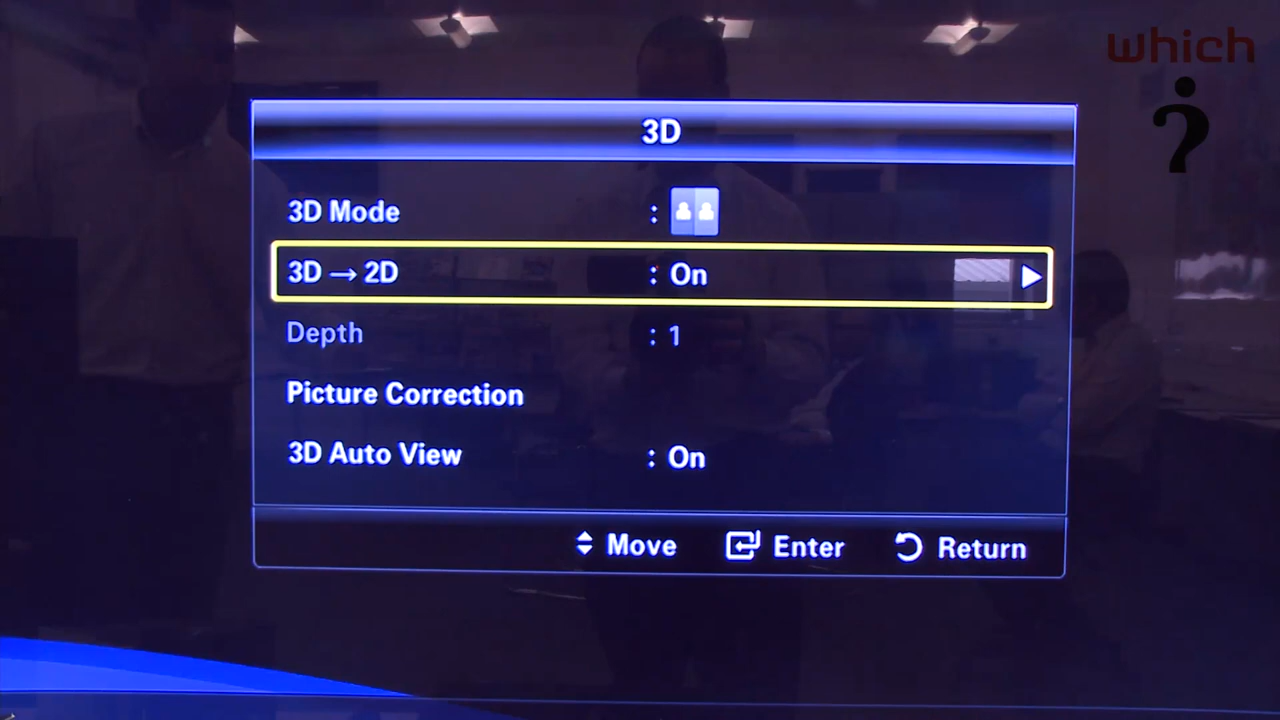 which
?
3D
3D Mode :
3D → 2D : On
Depth : 1
Picture Correction
3D Auto View : On
Move Enter Return